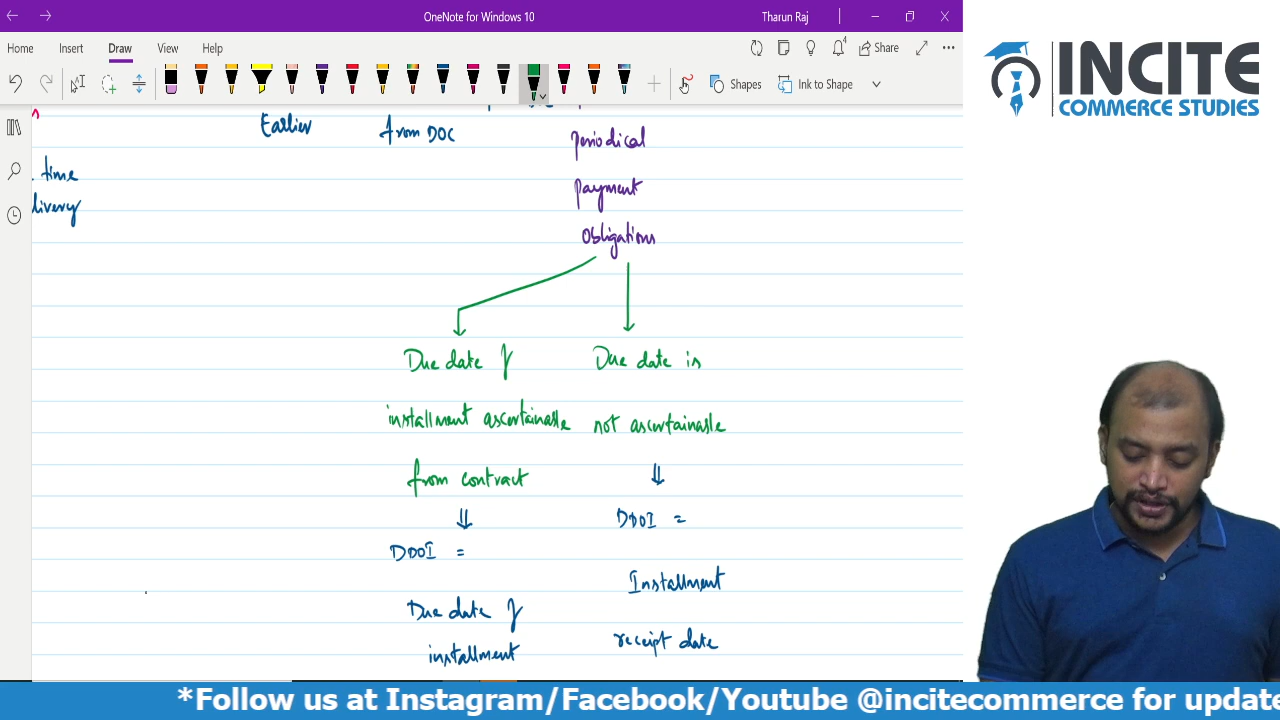 OneNote for Windows 10
Tharun Raj
Home Insert Draw View Help
4
Share
Shapes
Ink to Shape
INCITE
COMMERCE STUDIES
Earlier
from DOC
time
livery
periodical
payment
obligations
Due date of
installment ascertainable
from contract
DDOI =
Due date of
installment
Due date is
not ascertainable
DDOI =
Installment
receipt date
*Follow us at Instagram/Facebook/Youtube @incitecommerce for update